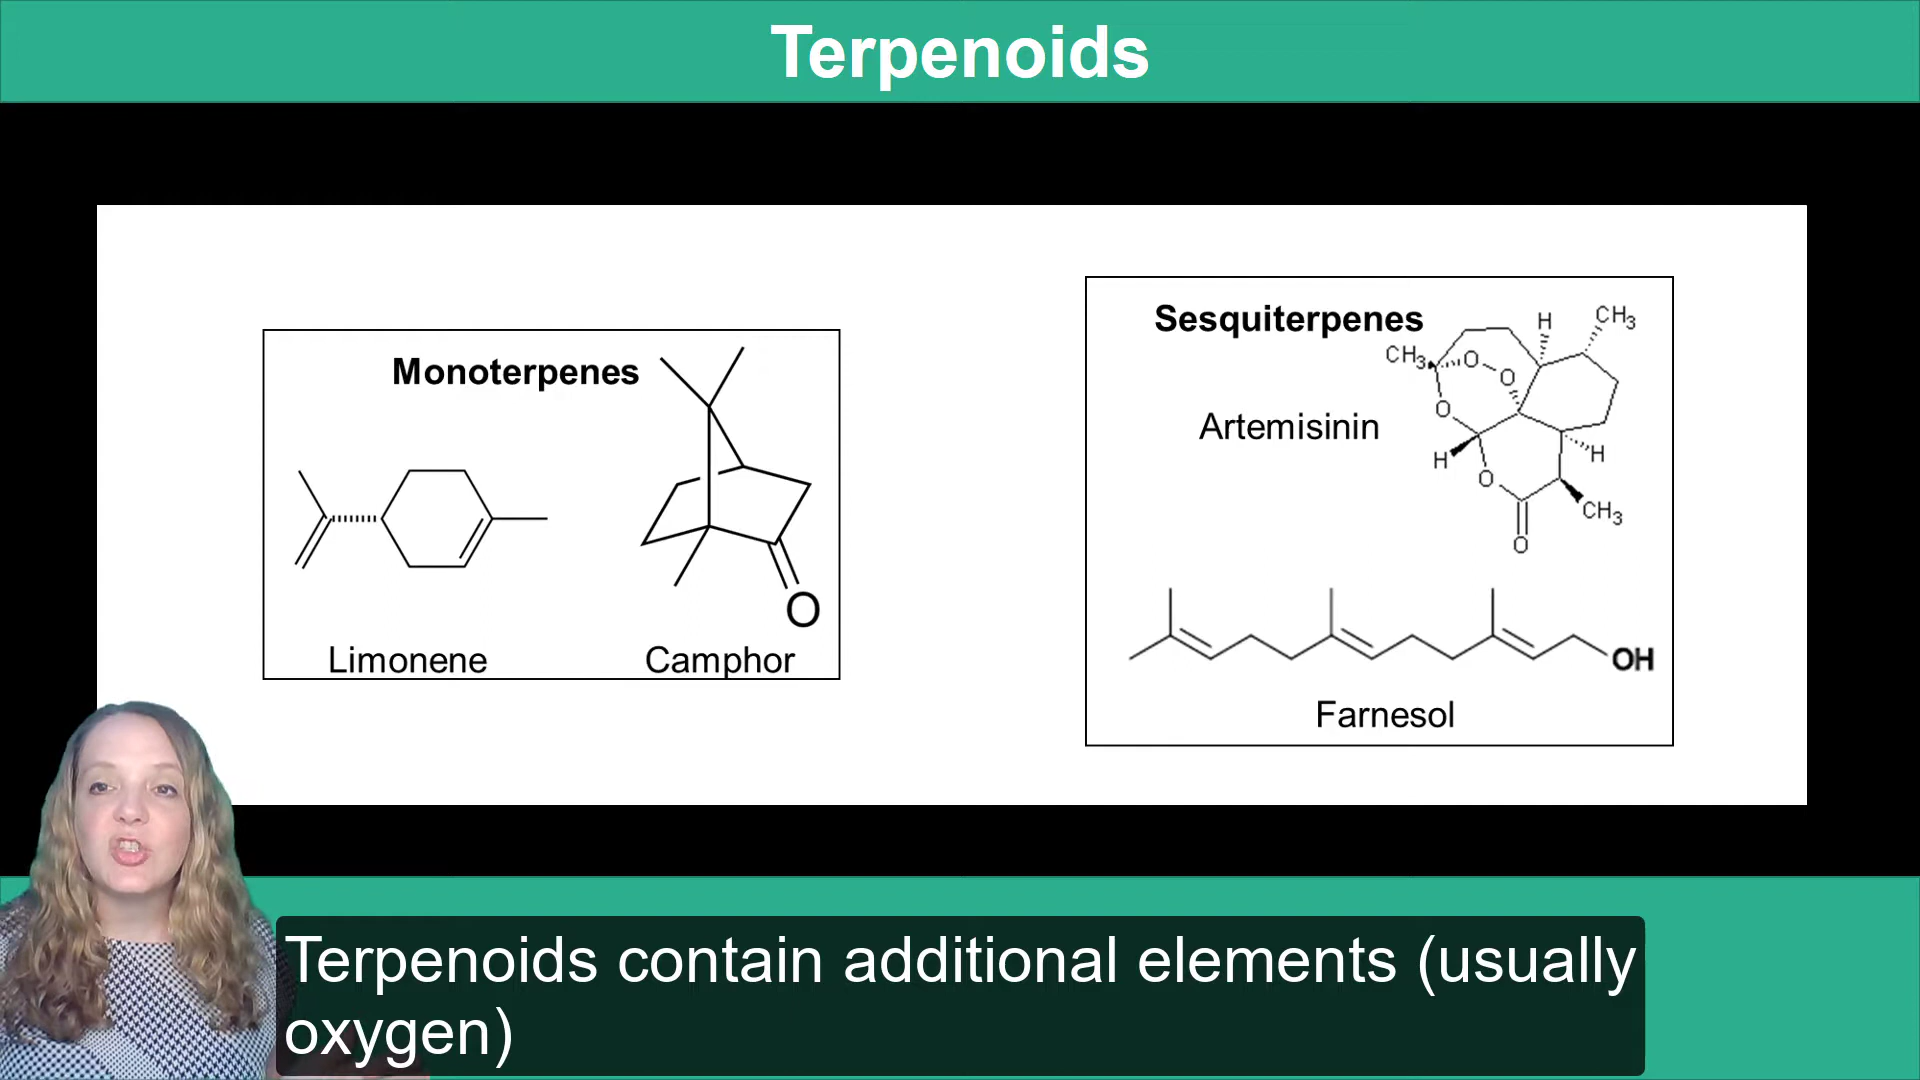 Terpenoids
Monoterpenes
O
Limonene
Camphor
Sesquiterpenes
H
CH3
CH3
O
O
Artemisinin
O
H
H
O
CH3
O
OH
Farnesol
Terpenoids contain additional elements (usually
oxygen)